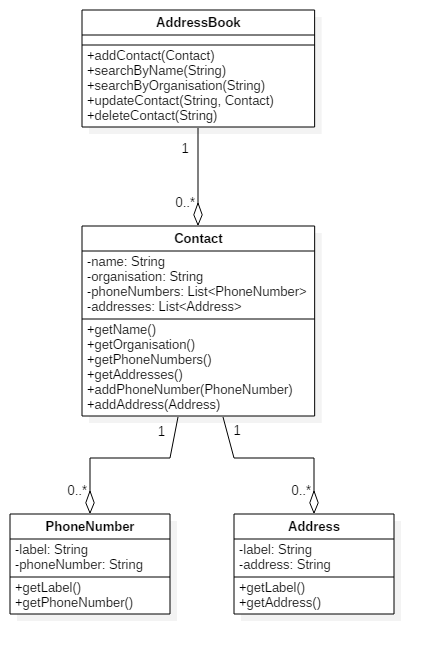 AddressBook
+addContact(Contact)
+searchByName(String)
+searchByOrganisation(String)
+updateContact(String, Contact)
+deleteContact(String)
1
0..*
Contact
-name: String
-organisation: String
-phoneNumbers: List<PhoneNumber>
-addresses: List<Address>
+getName()
+getOrganisation()
+getPhoneNumbers()
+getAddresses()
+addPhoneNumber(PhoneNumber)
+addAddress(Address)
1
1
0..*
0..*
PhoneNumber
-label: String
-phoneNumber: String
+getLabel()
+getPhoneNumber()
Address
-label: String
-address: String
+getLabel()
+getAddress()